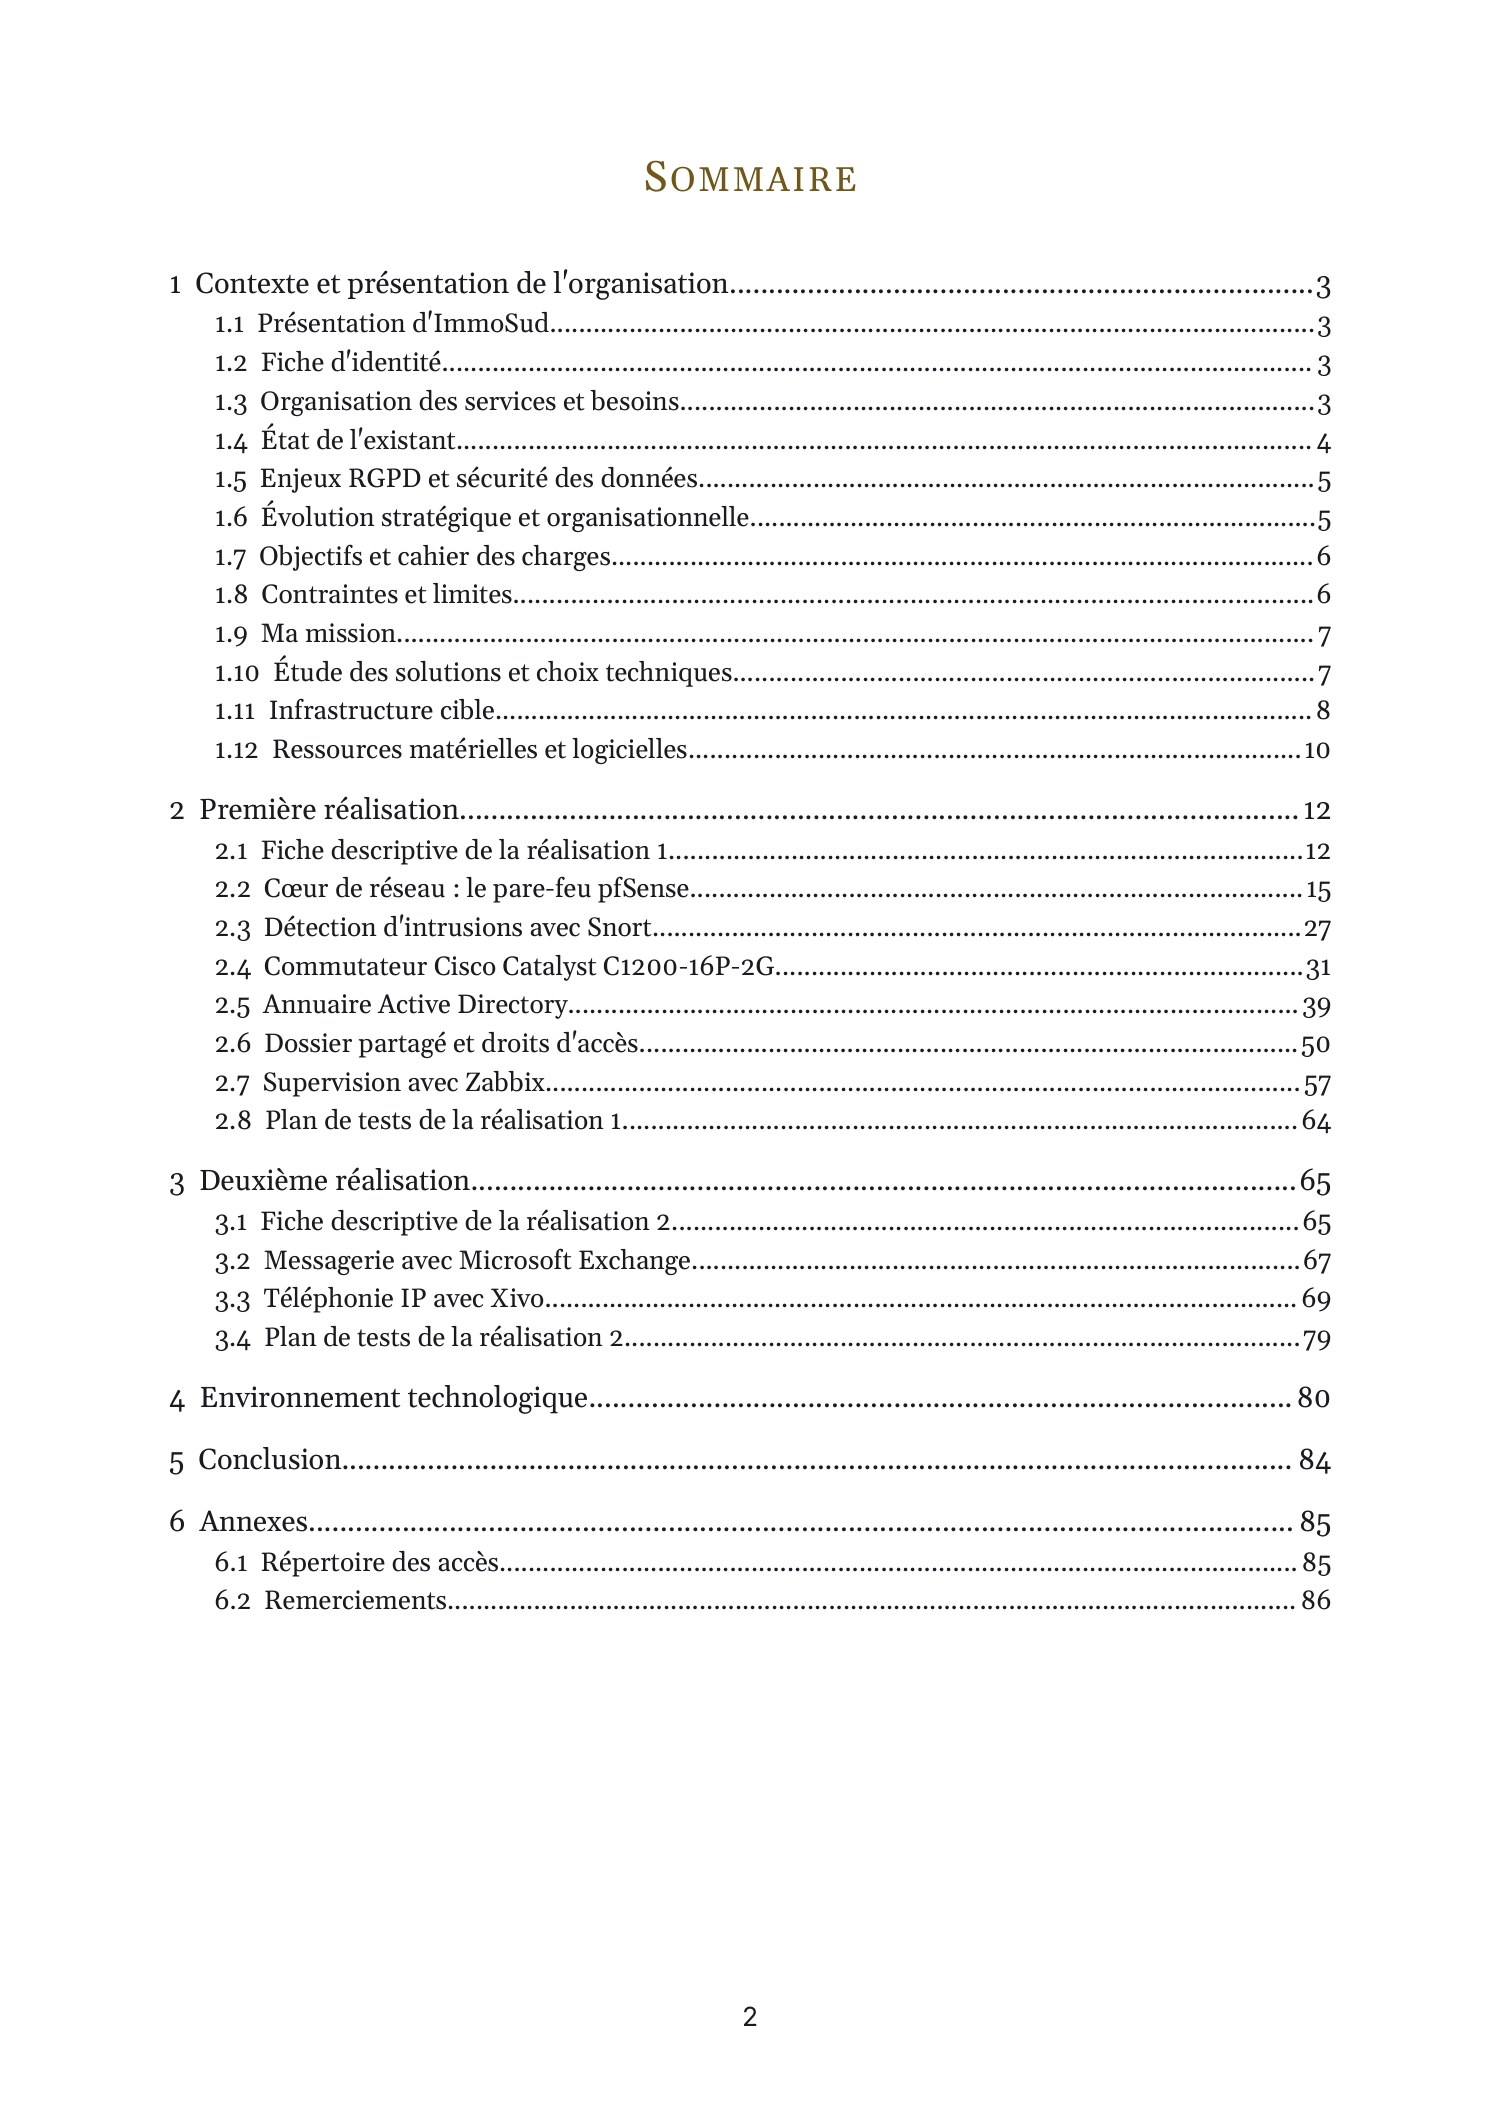 SOMMAIRE
1 Contexte et présentation de l'organisation.....3
1.1 Présentation d'ImmoSud.....3
1.2 Fiche d'identité.....3
1.3 Organisation des services et besoins.....3
1.4 État de l'existant.....4
1.5 Enjeux RGPD et sécurité des données.....5
1.6 Évolution stratégique et organisationnelle.....5
1.7 Objectifs et cahier des charges.....6
1.8 Contraintes et limites.....6
1.9 Ma mission.....7
1.10 Étude des solutions et choix techniques.....7
1.11 Infrastructure cible.....8
1.12 Ressources matérielles et logicielles.....10
2 Première réalisation.....12
2.1 Fiche descriptive de la réalisation 1.....12
2.2 Cœur de réseau : le pare-feu pfSense.....15
2.3 Détection d'intrusions avec Snort.....27
2.4 Commutateur Cisco Catalyst C1200-16P-2G.....31
2.5 Annuaire Active Directory.....39
2.6 Dossier partagé et droits d'accès.....50
2.7 Supervision avec Zabbix.....57
2.8 Plan de tests de la réalisation 1.....64
3 Deuxième réalisation.....65
3.1 Fiche descriptive de la réalisation 2.....65
3.2 Messagerie avec Microsoft Exchange.....67
3.3 Téléphonie IP avec Xivo.....69
3.4 Plan de tests de la réalisation 2.....79
4 Environnement technologique.....80
5 Conclusion.....84
6 Annexes.....85
6.1 Répertoire des accès.....85
6.2 Remerciements.....86
2